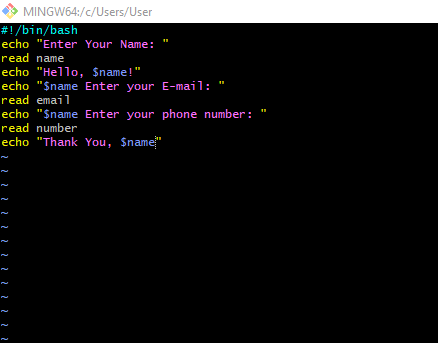 MINGW64:/c/Users/User
#!/bin/bash
echo "Enter Your Name: "
read name
echo "Hello, $name!"
echo "$name Enter your E-mail: "
read email
echo "$name Enter your phone number: "
read number
echo "Thank You, $name"
~
~
~
~
~
~
~
~
~
~
~
~
~
~